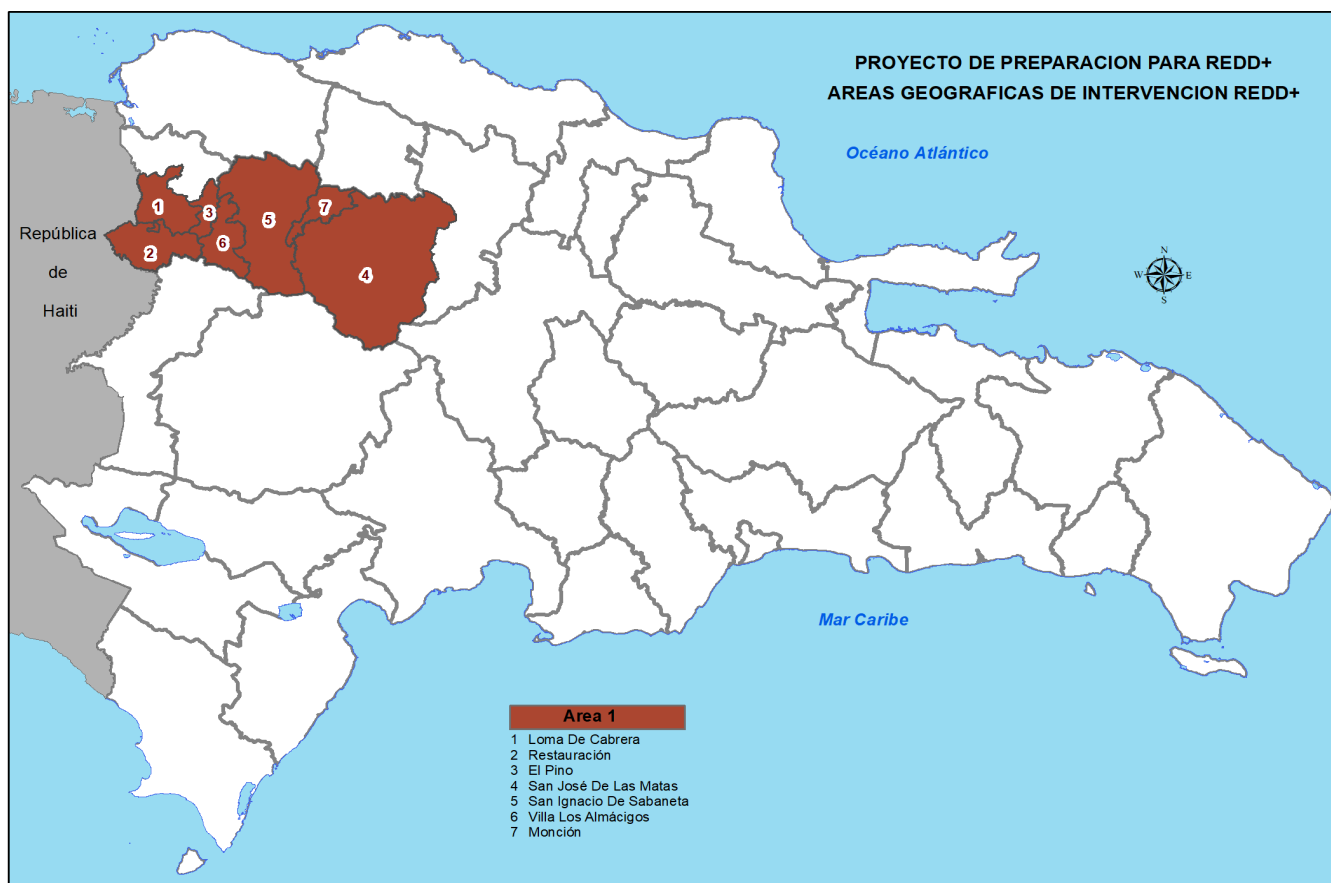 PROYECTO DE PREPARACION PARA REDD+
AREAS GEOGRAFICAS DE INTERVENCION REDD+
Océano Atlántico
República
de
Haiti
1
2
3
4
5
6
7
N
W
E
S
Mar Caribe
Area 1
1 Loma De Cabrera
2 Restauración
3 El Pino
4 San José De Las Matas
5 San Ignacio De Sabaneta
6 Villa Los Almácigos
7 Monción